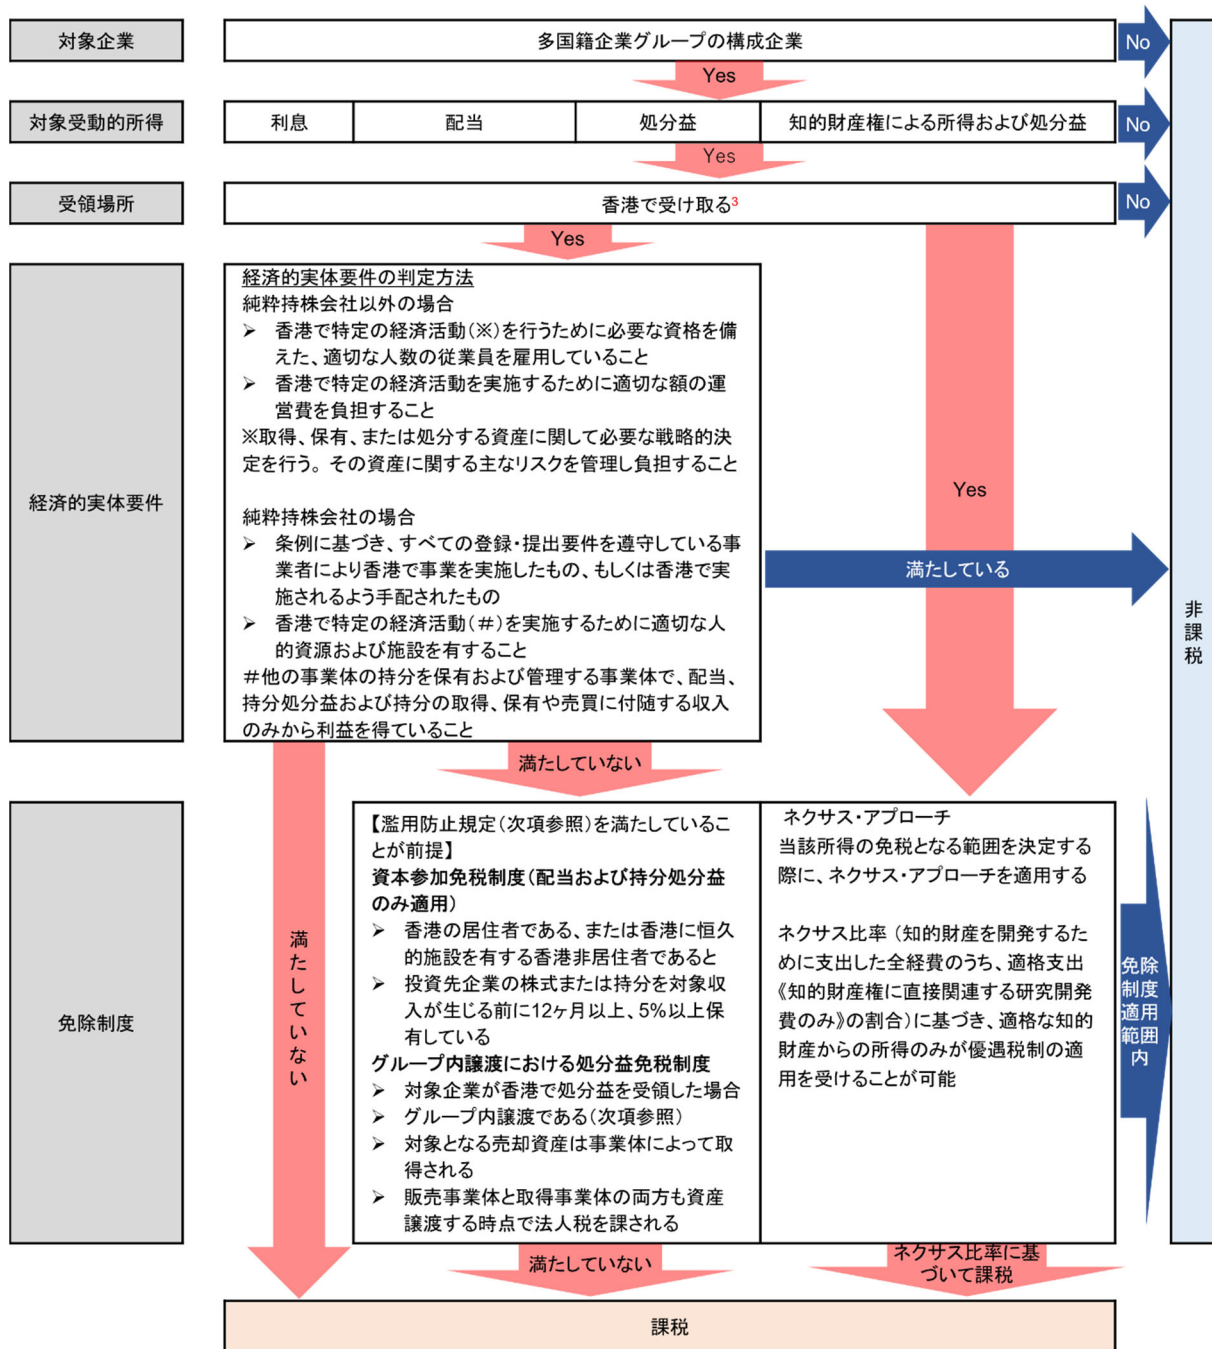 対象企業
多国籍企業グループの構成企業
No
Yes
対象受動的所得
利息
配当
処分益
知的財産権による所得および処分益
No
Yes
受領場所
香港で受け取る3
No
Yes
経済的実体要件
経済的実体要件の判定方法
純粋持株会社以外の場合
➢ 香港で特定の経済活動(※)を行うために必要な資格を備
えた、適切な人数の従業員を雇用していること
➢ 香港で特定の経済活動を実施するために適切な額の運
営費を負担すること
※取得、保有、または処分する資産に関して必要な戦略的決
定を行う。その資産に関する主なリスクを管理し負担すること
純粋持株会社の場合
➢ 条例に基づき、すべての登録・提出要件を遵守している事
業者により香港で事業を実施したもの、もしくは香港で実
施されるよう手配されたもの
➢ 香港で特定の経済活動(#)を実施するために適切な人
的資源および施設を有すること
#他の事業体の持分を保有および管理する事業体で、配当、
持分処分益および持分の取得、保有や売買に付随する収入
のみから利益を得ていること
Yes
満たしている
非課税
満たしていない
免除制度
満たしていない
【濫用防止規定(次項参照)を満たしているこ
とが前提】
資本参加免税制度(配当および持分処分益
のみ適用)
➢ 香港の居住者である、または香港に恒久
的施設を有する香港非居住者であると
➢ 投資先企業の株式または持分を対象収
入が生じる前に12ヶ月以上、5%以上保
有している
グループ内譲渡における処分益免税制度
➢ 対象企業が香港で処分益を受領した場合
➢ グループ内譲渡である(次項参照)
➢ 対象となる売却資産は事業体によって取
得される
➢ 販売事業体と取得事業体の両方も資産
譲渡する時点で法人税を課される
ネクサス・アプローチ
当該所得の免税となる範囲を決定する
際に、ネクサス・アプローチを適用する
ネクサス比率 (知的財産を開発するた
めに支出した全経費のうち、適格支出
《知的財産権に直接関連する研究開発
費のみ》の割合)に基づき、適格な知的
財産からの所得のみが優遇税制の適
用を受けることが可能
免除
制度
適用
範囲
内
満たしていない
ネクサス比率に基
づいて課税
課税